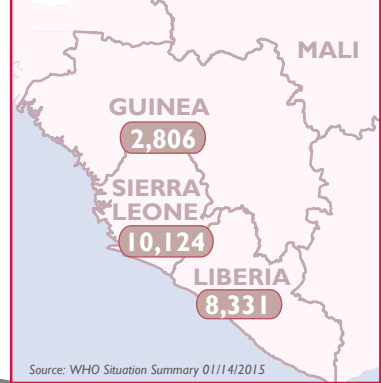 MALI
GUINEA
2,806
SIERRA
LEONE
10,124
LIBERIA
8,331
Source: WHO Situation Summary 01/14/2015